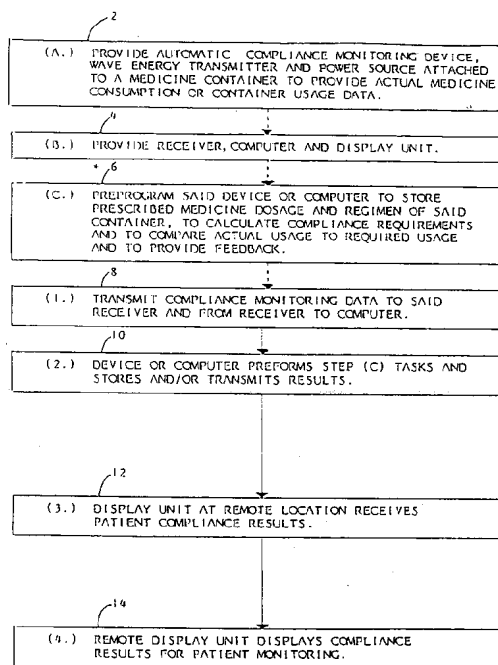 2
(A.) PROVIDE AUTOMATIC COMPLIANCE MONITORING DEVICE,
WAVE ENERGY TRANSMITTER AND POWER SOURCE ATTACHED
TO A MEDICINE CONTAINER TO PROVIDE ACTUAL MEDICINE
CONSUMPTION OR CONTAINER USAGE DATA.
4
(B.) PROVIDE RECEIVER, COMPUTER AND DISPLAY UNIT.
* 6
(C.) PREPROGRAM SAID DEVICE OR COMPUTER TO STORE
PRESCRIBED MEDICINE DOSAGE AND REGIMEN OF SAID
CONTAINER, TO CALCULATE COMPLIANCE REQUIREMENTS
AND TO COMPARE ACTUAL USAGE TO REQUIRED USAGE
AND TO PROVIDE FEEDBACK.
8
(1.) TRANSMIT COMPLIANCE MONITORING DATA TO SAID
RECEIVER AND FROM RECEIVER TO COMPUTER.
10
(2.) DEVICE OR COMPUTER PREFORMS STEP (C) TASKS AND
STORES AND/OR TRANSMITS RESULTS.
12
(3.) DISPLAY UNIT AT REMOTE LOCATION RECEIVES
PATIENT COMPLIANCE RESULTS.
14
(4.) REMOTE DISPLAY UNIT DISPLAYS COMPLIANCE
RESULTS FOR PATIENT MONITORING.